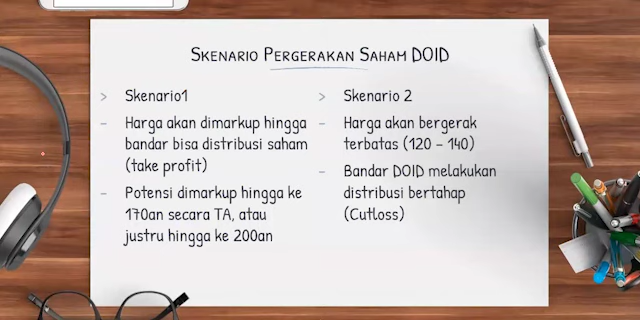 Skenario Pergerakan Saham DOID
> Skenario1
- Harga akan dimarkup hingga
bandar bisa distribusi saham
(take profit)
- Potensi dimarkup hingga ke
170an secara TA, atau
justru hingga ke 200an
> Skenario 2
- Harga akan bergerak
terbatas (120 – 140)
- Bandar DOID melakukan
distribusi bertahap
(Cutloss)